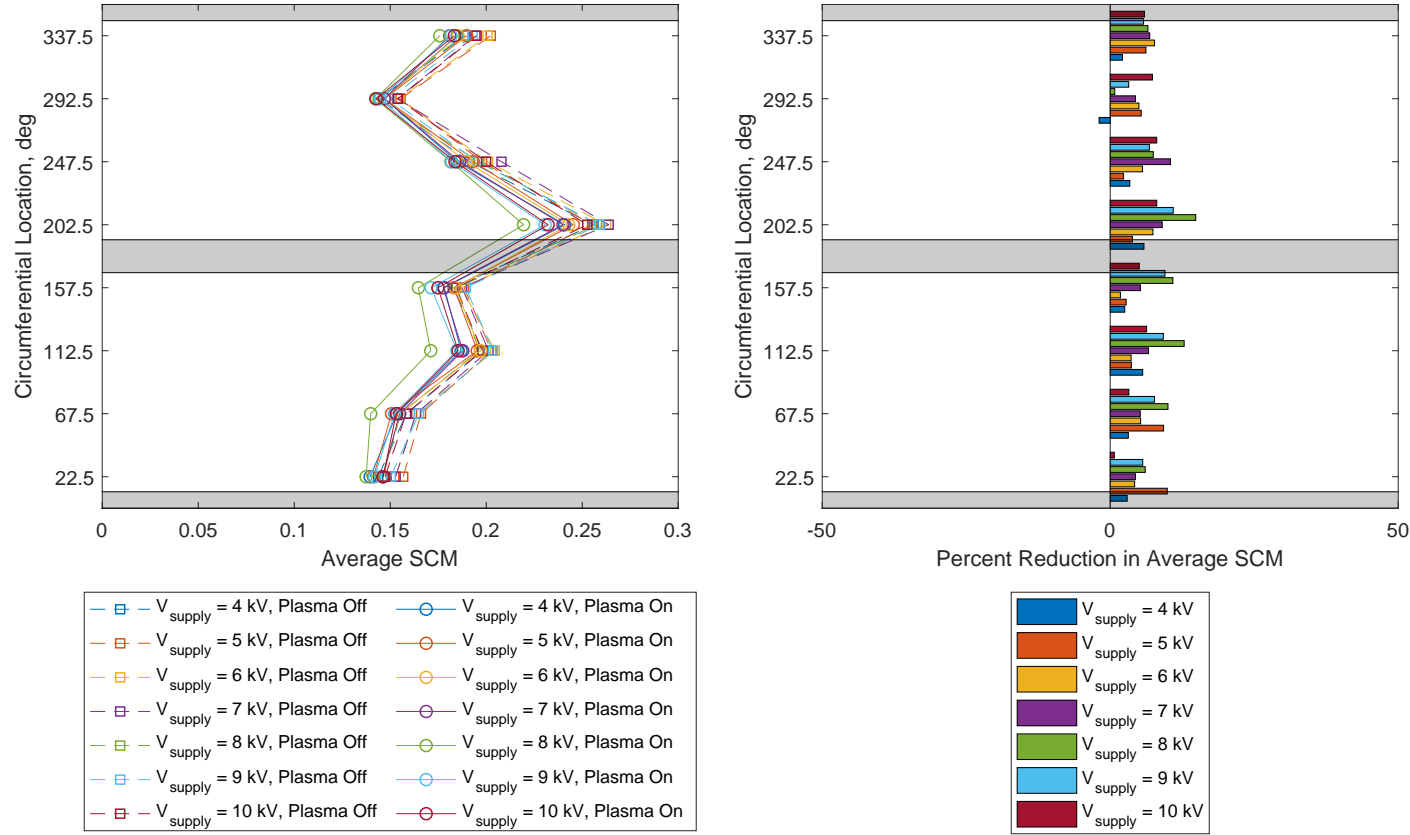 337.5
292.5
247.5
202.5
157.5
112.5
67.5
22.5
Circumferential Location, deg
0 0.05 0.1 0.15 0.2 0.25 0.3
Average SCM
337.5
292.5
247.5
202.5
157.5
112.5
67.5
22.5
Circumferential Location, deg
-50 0 50
Percent Reduction in Average SCM
V_supply = 4 kV, Plasma Off V_supply = 4 kV, Plasma On
V_supply = 5 kV, Plasma Off V_supply = 5 kV, Plasma On
V_supply = 6 kV, Plasma Off V_supply = 6 kV, Plasma On
V_supply = 7 kV, Plasma Off V_supply = 7 kV, Plasma On
V_supply = 8 kV, Plasma Off V_supply = 8 kV, Plasma On
V_supply = 9 kV, Plasma Off V_supply = 9 kV, Plasma On
V_supply = 10 kV, Plasma Off V_supply = 10 kV, Plasma On
V_supply = 4 kV
V_supply = 5 kV
V_supply = 6 kV
V_supply = 7 kV
V_supply = 8 kV
V_supply = 9 kV
V_supply = 10 kV